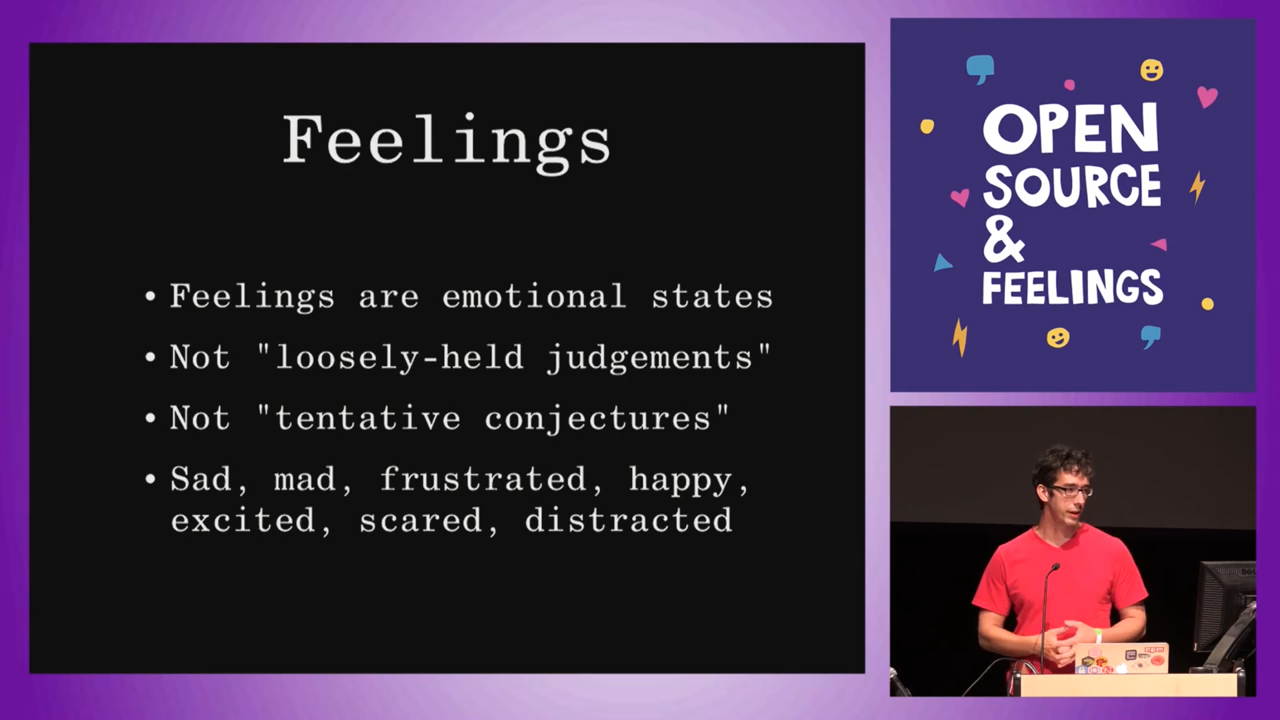 Feelings
• Feelings are emotional states
• Not "loosely-held judgements"
• Not "tentative conjectures"
• Sad, mad, frustrated, happy,
excited, scared, distracted
OPEN
SOURCE
&
FEELINGS
npm